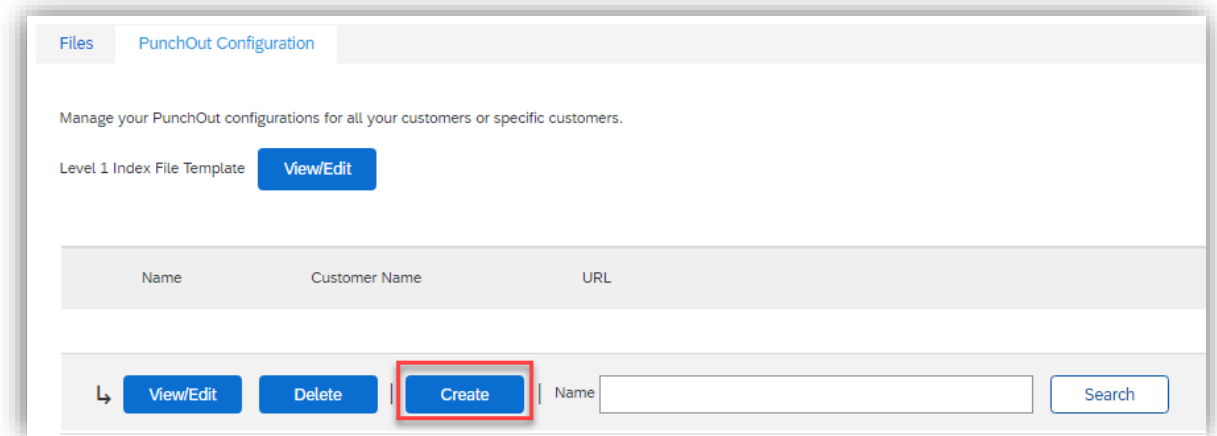 Files PunchOut Configuration
Manage your PunchOut configurations for all your customers or specific customers.
Level 1 Index File Template View/Edit
Name Customer Name URL
View/Edit Delete | Create | Name Search